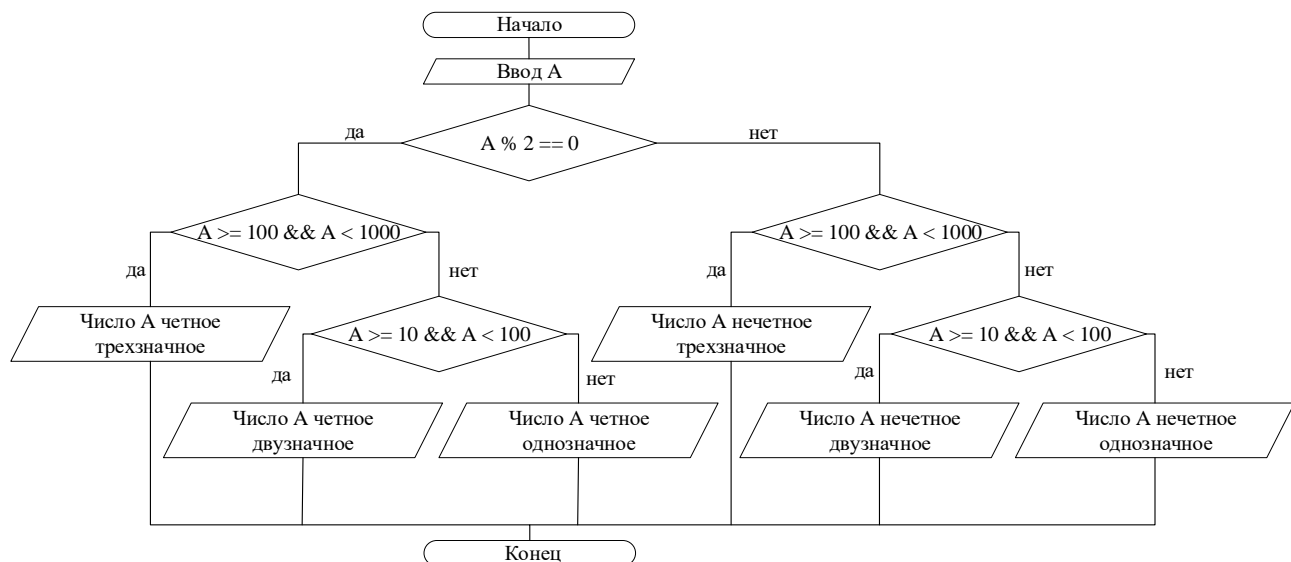 Начало
Ввод А
да
А % 2 == 0
нет
А >= 100 && А < 1000
А >= 100 && А < 1000
да
нет
да
нет
Число А четное
трехзначное
А >= 10 && А < 100
Число А нечетное
трехзначное
А >= 10 && А < 100
да
нет
да
нет
Число А четное
двузначное
Число А четное
однозначное
Число А нечетное
двузначное
Число А нечетное
однозначное
Конец